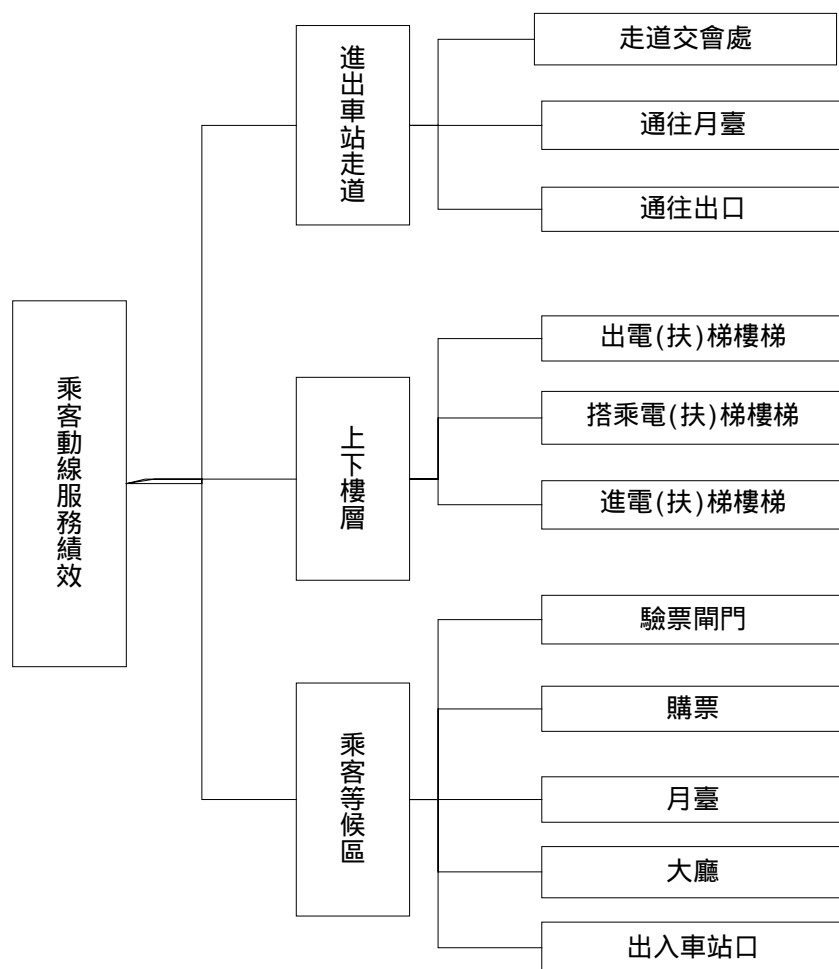 乘客動線服務績效
進出車站走道
走道交會處
通往月臺
通往出口
上下樓層
出電(扶)梯樓梯
搭乘電(扶)梯樓梯
進電(扶)梯樓梯
乘客等候區
驗票閘門
購票
月臺
大廳
出入車站口